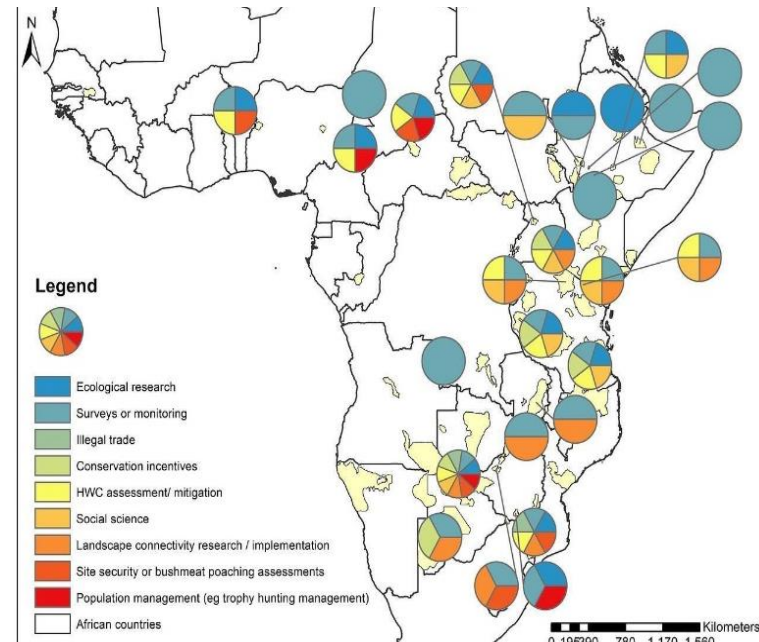 N
Legend
Ecological research
Surveys or monitoring
Illegal trade
Conservation incentives
HWC assessment/ mitigation
Social science
Landscape connectivity research / implementation
Site security or bushmeat poaching assessments
Population management (eg trophy hunting management)
African countries
Kilometers
0 195390 780 1,170 1,560